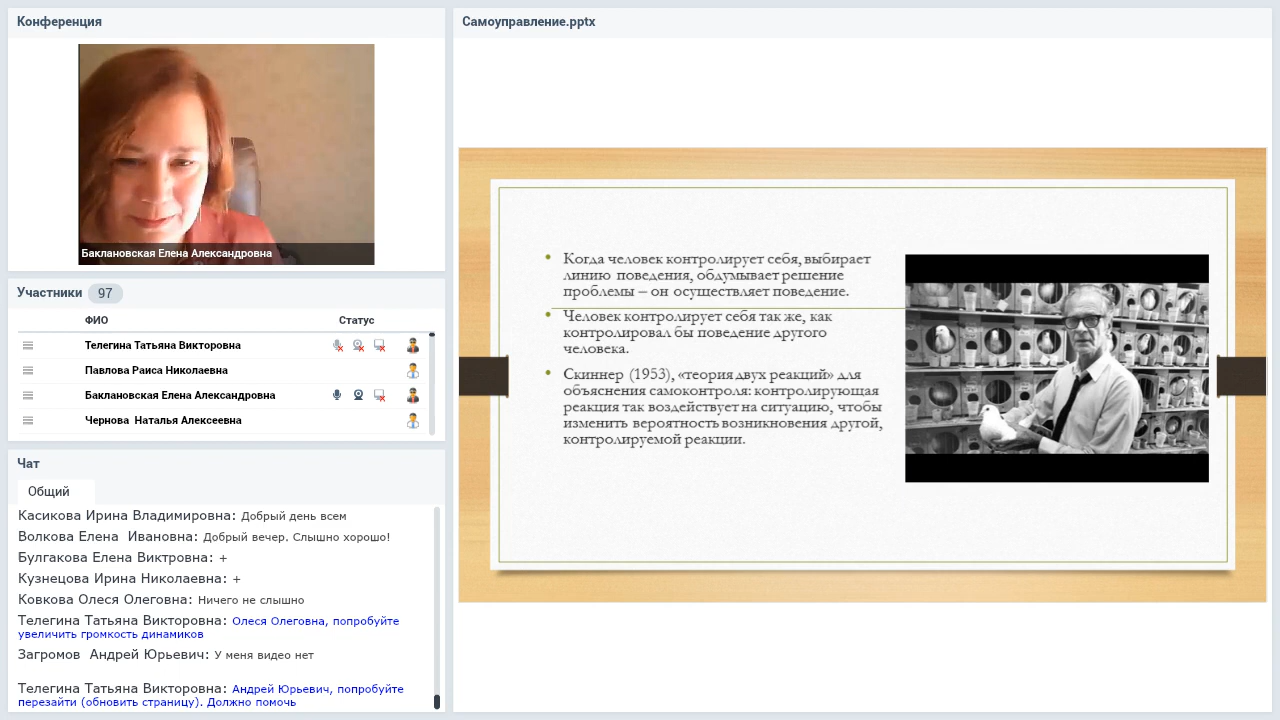 Конференция
Баклановская Елена Александровна
Участники 97
ФИО Статус
Телегина Татьяна Викторовна
Павлова Раиса Николаевна
Баклановская Елена Александровна
Чернова Наталья Алексеевна
Чат
Общий
Касикова Ирина Владимировна: Добрый день всем
Волкова Елена Ивановна: Добрый вечер. Слышно хорошо!
Булгакова Елена Виктровна: +
Кузнецова Ирина Николаевна: +
Ковкова Олеся Олеговна: Ничего не слышно
Телегина Татьяна Викторовна: Олеся Олеговна, попробуйте
увеличить громкость динамиков
Загромов Андрей Юрьевич: У меня видео нет
Телегина Татьяна Викторовна: Андрей Юрьевич, попробуйте
перезайти (обновить страницу). Должно помочь
Самоуправление.pptx
• Когда человек контролирует себя, выбирает
линию поведения, обдумывает решение
проблемы – он осуществляет поведение.
• Человек контролирует себя так же, как
контролировал бы поведение другого
человека.
• Скиннер (1953), «теория двух реакций» для
объяснения самоконтроля: контролирующая
реакция так воздействует на ситуацию, чтобы
изменить вероятность возникновения другой,
контролируемой реакции.